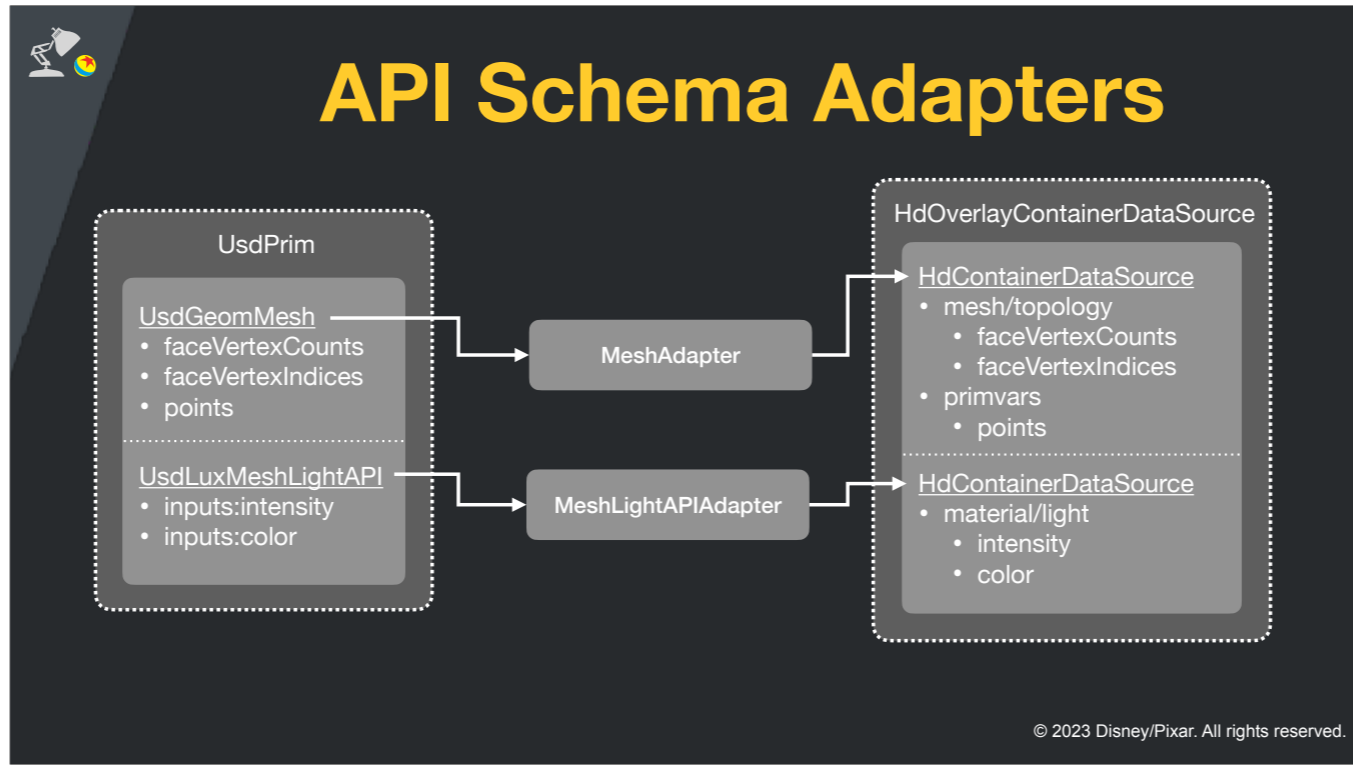 API Schema Adapters
UsdPrim
UsdGeomMesh
• faceVertexCounts
• faceVertexIndices
• points
UsdLuxMeshLightAPI
• inputs:intensity
• inputs:color
MeshAdapter
MeshLightAPIAdapter
HdOverlayContainerDataSource
HdContainerDataSource
• mesh/topology
• faceVertexCounts
• faceVertexIndices
• primvars
• points
HdContainerDataSource
• material/light
• intensity
• color
© 2023 Disney/Pixar. All rights reserved.